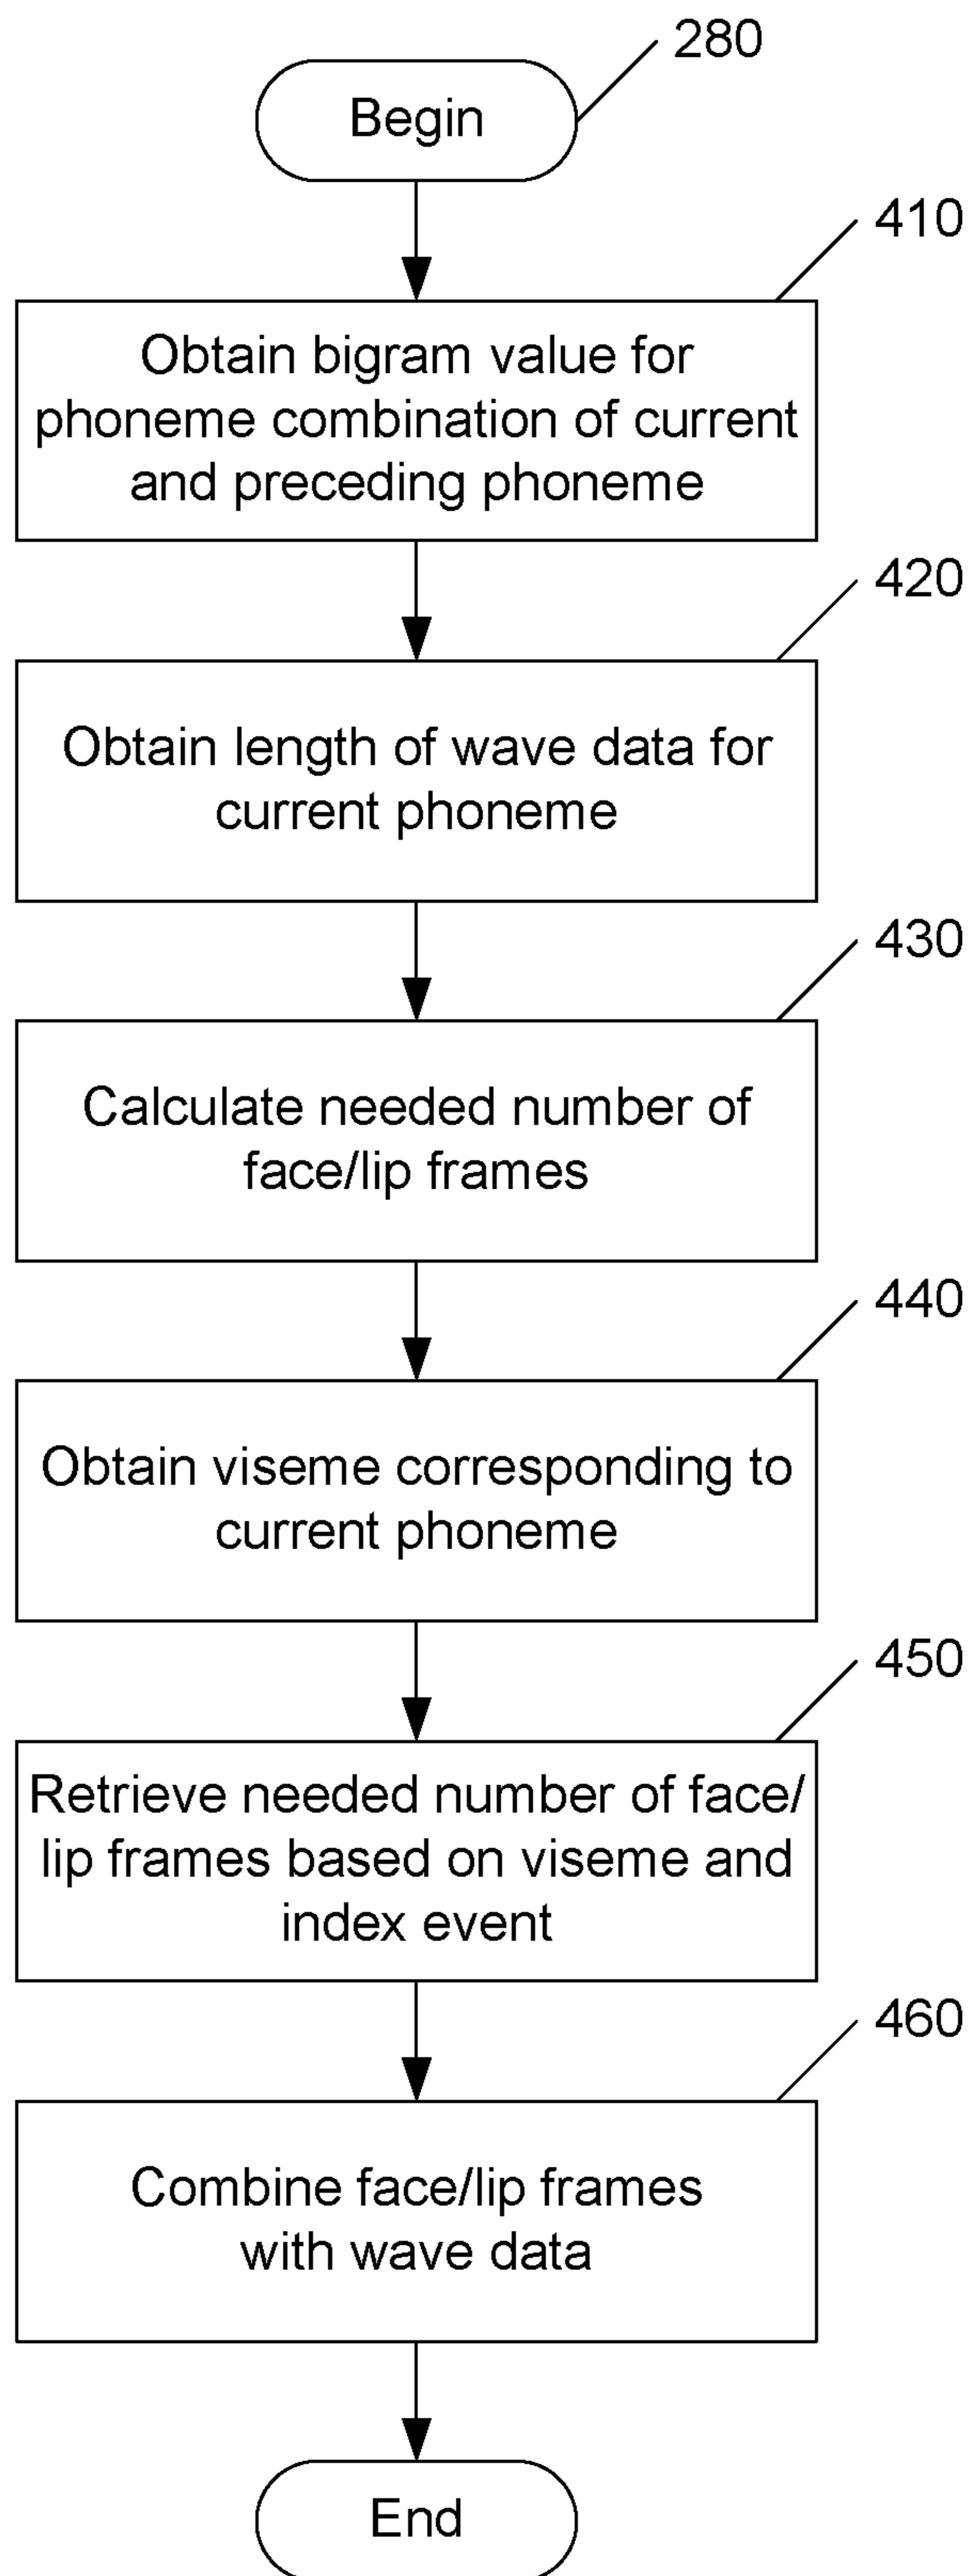 280
Begin
410
Obtain bigram value for
phoneme combination of current
and preceding phoneme
420
Obtain length of wave data for
current phoneme
430
Calculate needed number of
face/lip frames
440
Obtain viseme corresponding to
current phoneme
450
Retrieve needed number of face/
lip frames based on viseme and
index event
460
Combine face/lip frames
with wave data
End